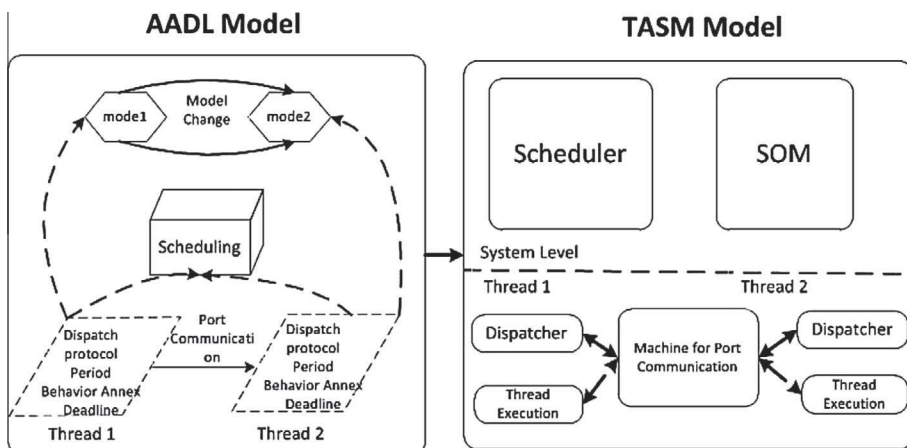 AADL Model
mode1
Model
Change
mode2
Scheduling
Dispatch
protocol
Period
Behavior Annex
Deadline
Thread 1
Port
Communicati
on
Dispatch
protocol
Period
Behavior Annex
Deadline
Thread 2
TASM Model
Scheduler
SOM
System Level
Thread 1
Thread 2
Dispatcher
Thread
Execution
Machine for Port
Communication
Dispatcher
Thread
Execution